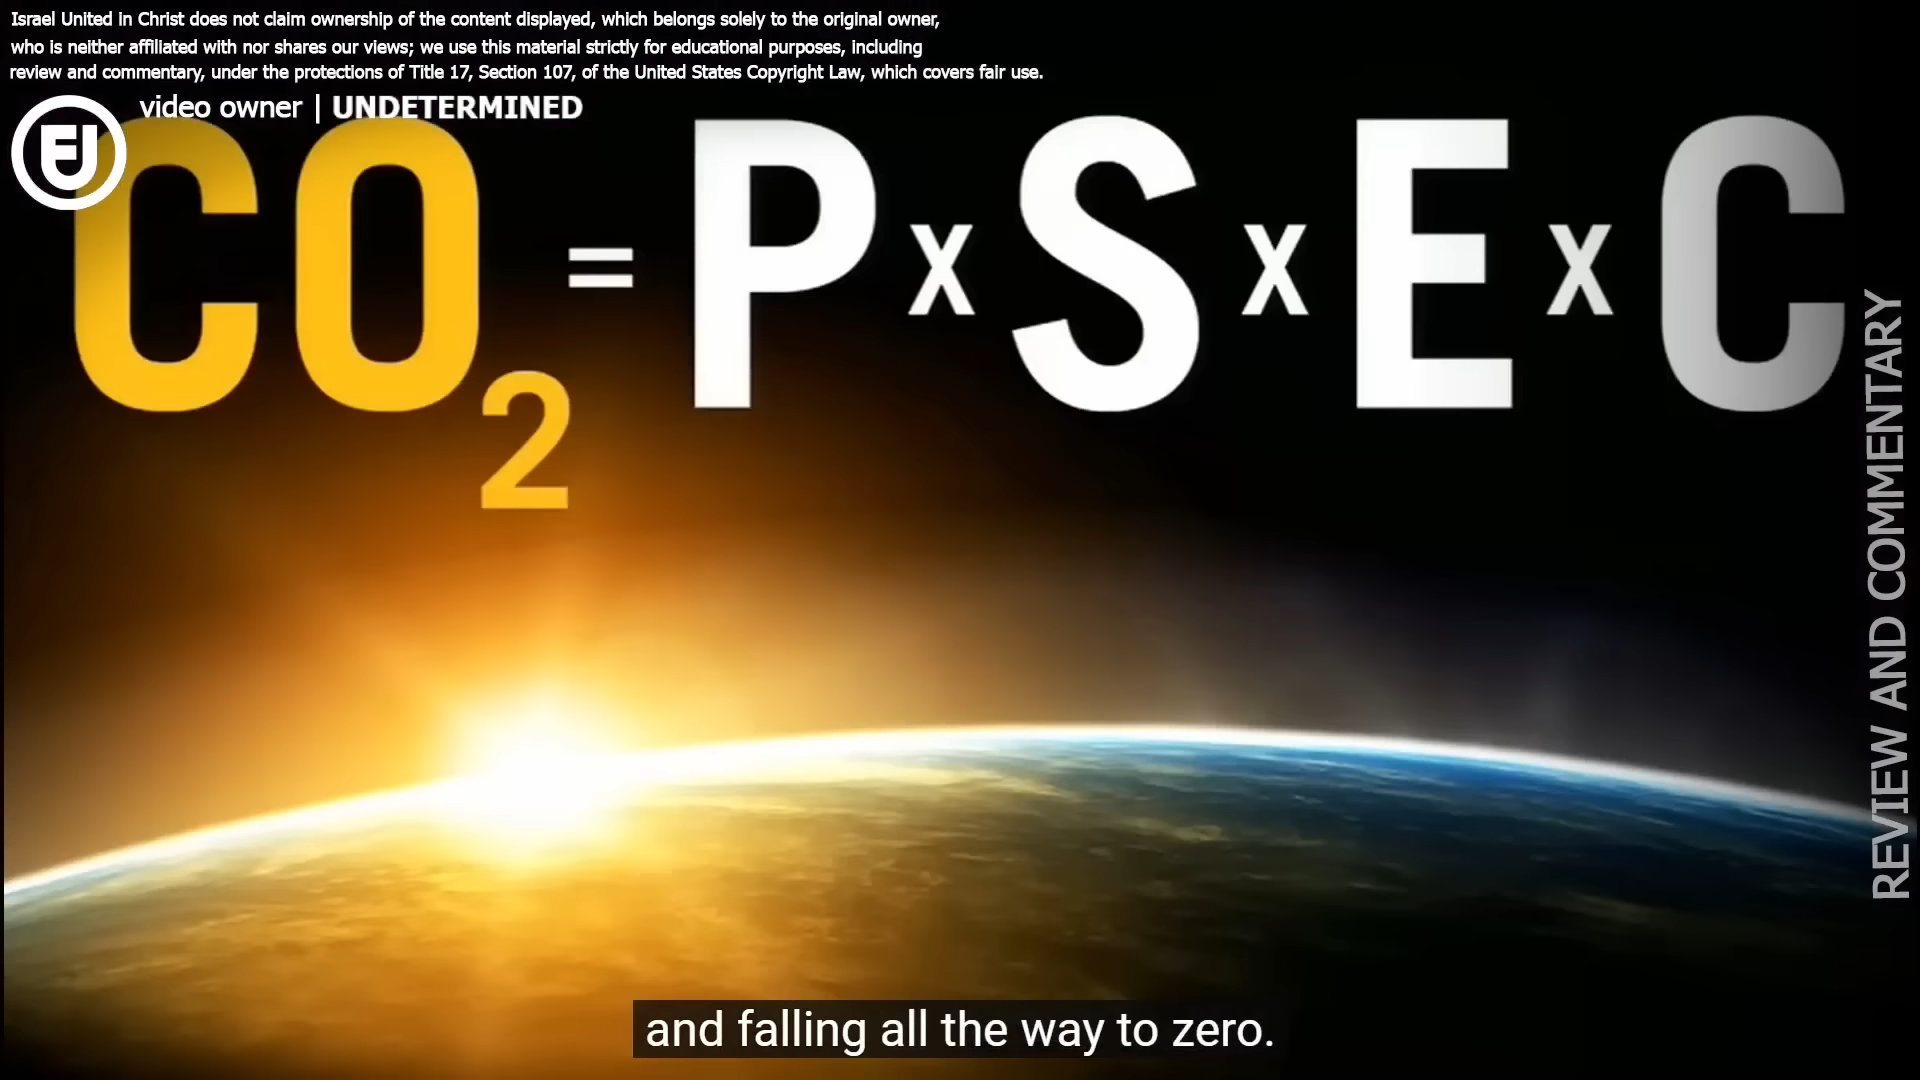 Israel United in Christ does not claim ownership of the content displayed, which belongs solely to the original owner,
who is neither affiliated with nor shares our views; we use this material strictly for educational purposes, including
review and commentary, under the protections of Title 17, Section 107, of the United States Copyright Law, which covers fair use.
video owner | UNDETERMINED
CO2 = P x S x E x C
REVIEW AND COMMENTARY
and falling all the way to zero.